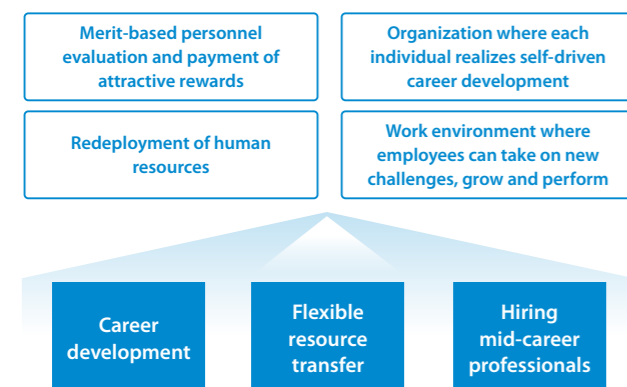 Merit-based personnel
evaluation and payment of
attractive rewards
Organization where each
individual realizes self-driven
career development
Redeployment of human
resources
Work environment where
employees can take on new
challenges, grow and perform
Career
development
Flexible
resource
transfer
Hiring
mid-career
professionals